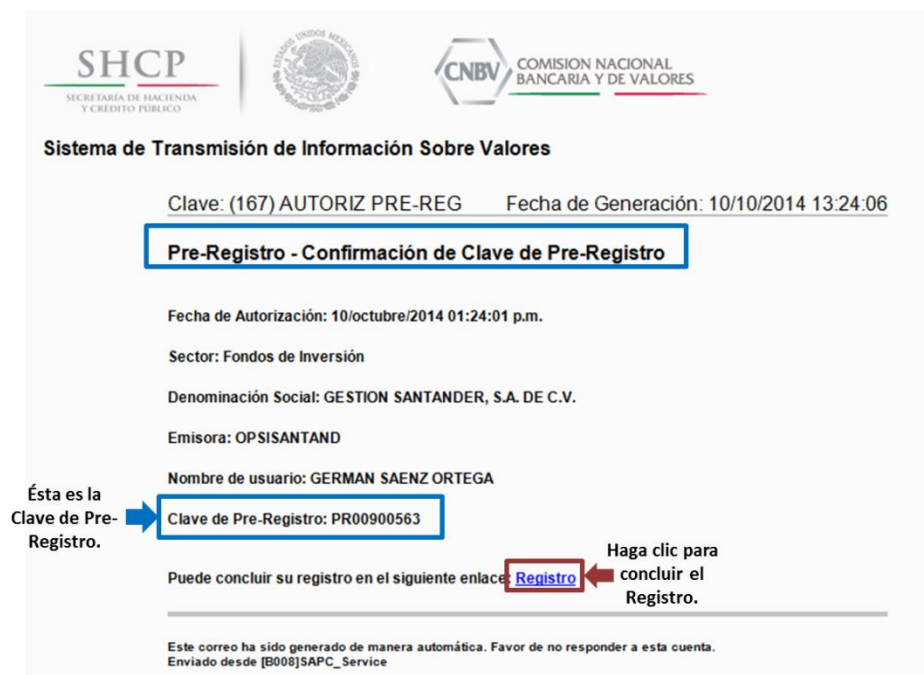 SHCP
SECRETARÍA DE HACIENDA
Y CRÉDITO PÚBLICO
ESTADOS UNIDOS MEXICANOS
CNBV
COMISION NACIONAL
BANCARIA Y DE VALORES
Sistema de Transmisión de Información Sobre Valores
Clave: (167) AUTORIZ PRE-REG Fecha de Generación: 10/10/2014 13:24:06
Pre-Registro - Confirmación de Clave de Pre-Registro
Fecha de Autorización: 10/octubre/2014 01:24:01 p.m.
Sector: Fondos de Inversión
Denominación Social: GESTION SANTANDER, S.A. DE C.V.
Emisora: OPSISANTAND
Nombre de usuario: GERMAN SAENZ ORTEGA
Ésta es la
Clave de Pre-
Registro.
Clave de Pre-Registro: PR00900563
Haga clic para
concluir el
Registro.
Puede concluir su registro en el siguiente enlace: Registro
Este correo ha sido generado de manera automática. Favor de no responder a esta cuenta.
Enviado desde [B008]SAPC_Service